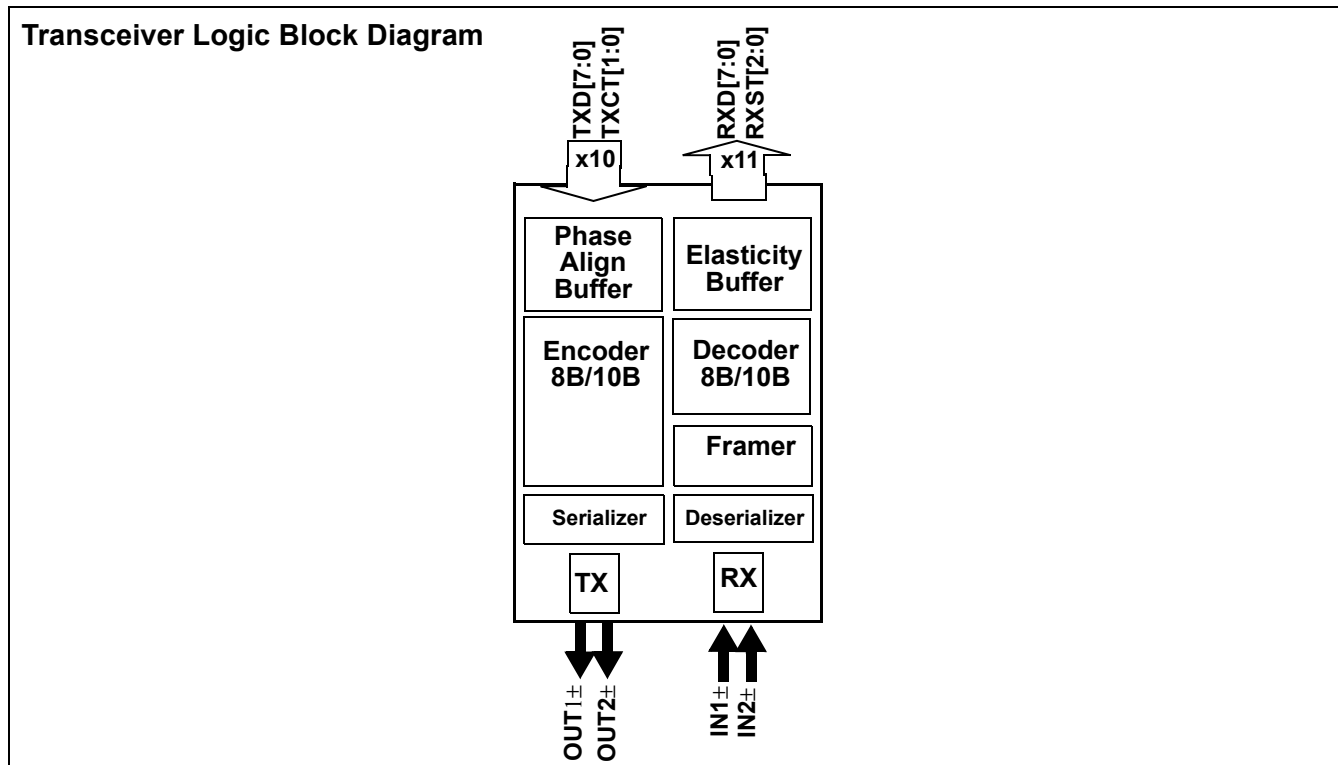 Transceiver Logic Block Diagram
TXD[7:0]
TXCT[1:0]
RXD[7:0]
RXST[2:0]
x10
x11
Phase
Align
Buffer
Elasticity
Buffer
Encoder
8B/10B
Decoder
8B/10B
Framer
Serializer
Deserializer
TX
RX
OUT1±
OUT2±
IN1±
IN2±